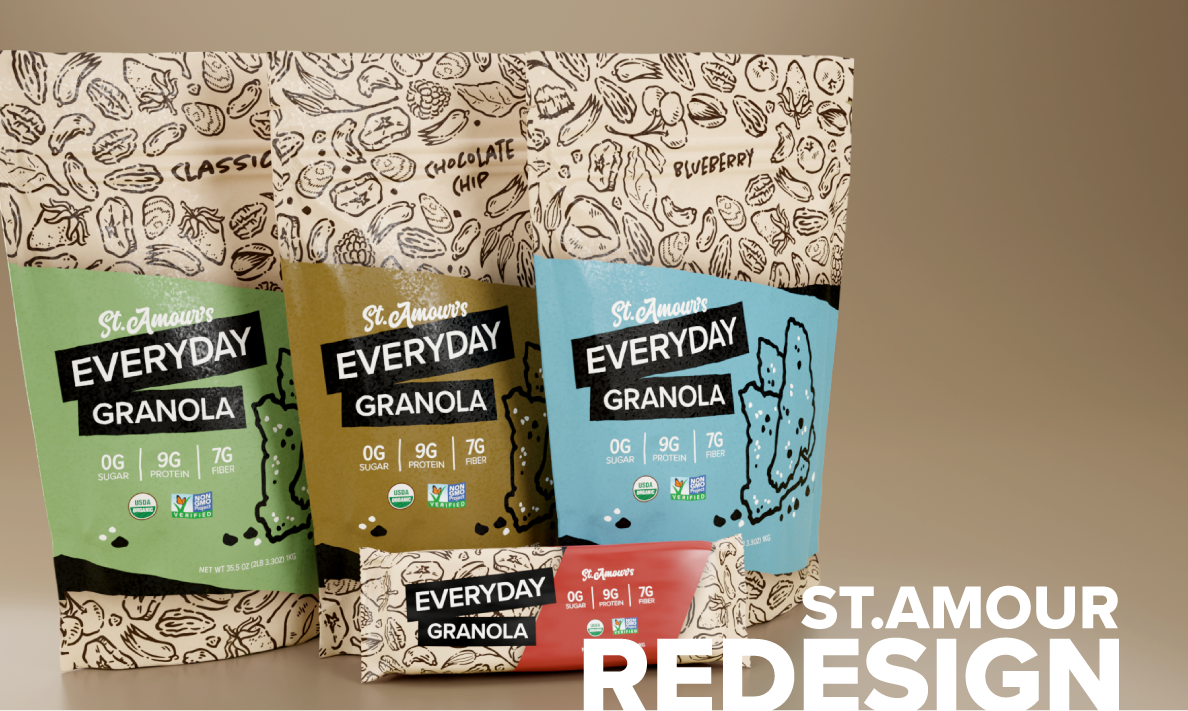 CLASSIC
CHOCOLATE
CHIP
BLUEBERRY
St.Amour's
EVERYDAY
GRANOLA
0G
SUGAR
9G
PROTEIN
7G
FIBER
USDA
ORGANIC
NON
GMO
Project
VERIFIED
NET WT 35.5 OZ (2LB 3.3OZ) 1KG
St.Amour's
EVERYDAY
GRANOLA
0G
SUGAR
9G
PROTEIN
7G
FIBER
USDA
ORGANIC
NON
GMO
Project
VERIFIED
St.Amour's
EVERYDAY
GRANOLA
0G
SUGAR
9G
PROTEIN
7G
FIBER
USDA
ORGANIC
NON
GMO
Project
VERIFIED
EVERYDAY
GRANOLA
St.Amour's
0G
SUGAR
9G
PROTEIN
7G
FIBER
ST.AMOUR
REDESIGN